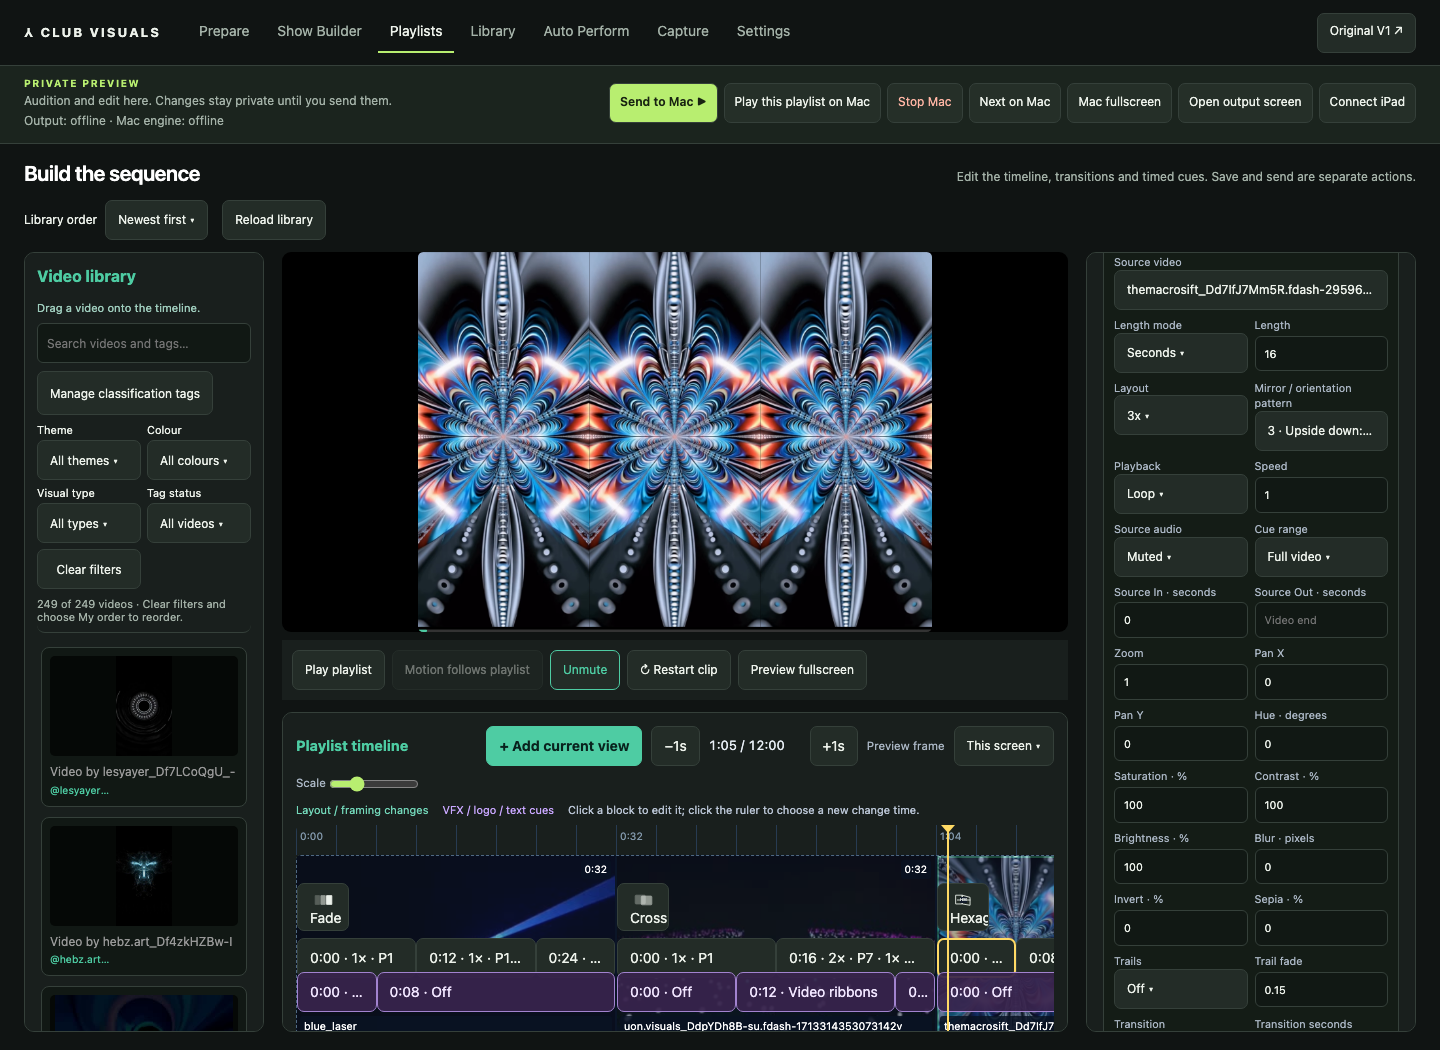 ⅄ CLUB VISUALS
Prepare
Show Builder
Playlists
Library
Auto Perform
Capture
Settings
Original V1 ↗
PRIVATE PREVIEW
Audition and edit here. Changes stay private until you send them.
Output: offline · Mac engine: offline
Send to Mac ▶
Play this playlist on Mac
Stop Mac
Next on Mac
Mac fullscreen
Open output screen
Connect iPad
Build the sequence
Edit the timeline, transitions and timed cues. Save and send are separate actions.
Library order
Newest first ▾
Reload library
Video library
Drag a video onto the timeline.
Search videos and tags...
Manage classification tags
Theme
Colour
All themes ▾
All colours ▾
Visual type
Tag status
All types ▾
All videos ▾
Clear filters
249 of 249 videos · Clear filters and
choose My order to reorder.
Video by lesyayer_Df7LCoQgU_-
@lesyayer...
Video by hebz.art_Df4zkHZBw-I
@hebz.art...
Play playlist
Motion follows playlist
Unmute
↻ Restart clip
Preview fullscreen
Playlist timeline
+ Add current view
−1s
1:05 / 12:00
+1s
Preview frame
This screen ▾
Scale
Layout / framing changes
VFX / logo / text cues
Click a block to edit it; click the ruler to choose a new change time.
0:00
0:32
1:04
0:32
0:32
Fade
Cross
Hexag
0:00 · 1× · P1
0:12 · 1× · P1...
0:24 · ...
0:00 · 1× · P1
0:16 · 2× · P7 · 1× ...
0:00 · ...
0:08
0:00 · ...
0:08 · Off
0:00 · Off
0:12 · Video ribbons
0...
0:00 · Off
blue_laser
uon.visuals_DdpYDh8B-su.fdash-1713314353073142v
themacrosift_Dd7IfJ7
Source video
themacrosift_Dd7IfJ7Mm5R.fdash-29596...
Length mode
Length
Seconds ▾
16
Layout
Mirror / orientation
pattern
3x ▾
3 · Upside down:...
Playback
Speed
Loop ▾
1
Source audio
Cue range
Muted ▾
Full video ▾
Source In · seconds
Source Out · seconds
0
Video end
Zoom
Pan X
1
0
Pan Y
Hue · degrees
0
0
Saturation · %
Contrast · %
100
100
Brightness · %
Blur · pixels
100
0
Invert · %
Sepia · %
0
0
Trails
Trail fade
Off ▾
0.15
Transition
Transition seconds